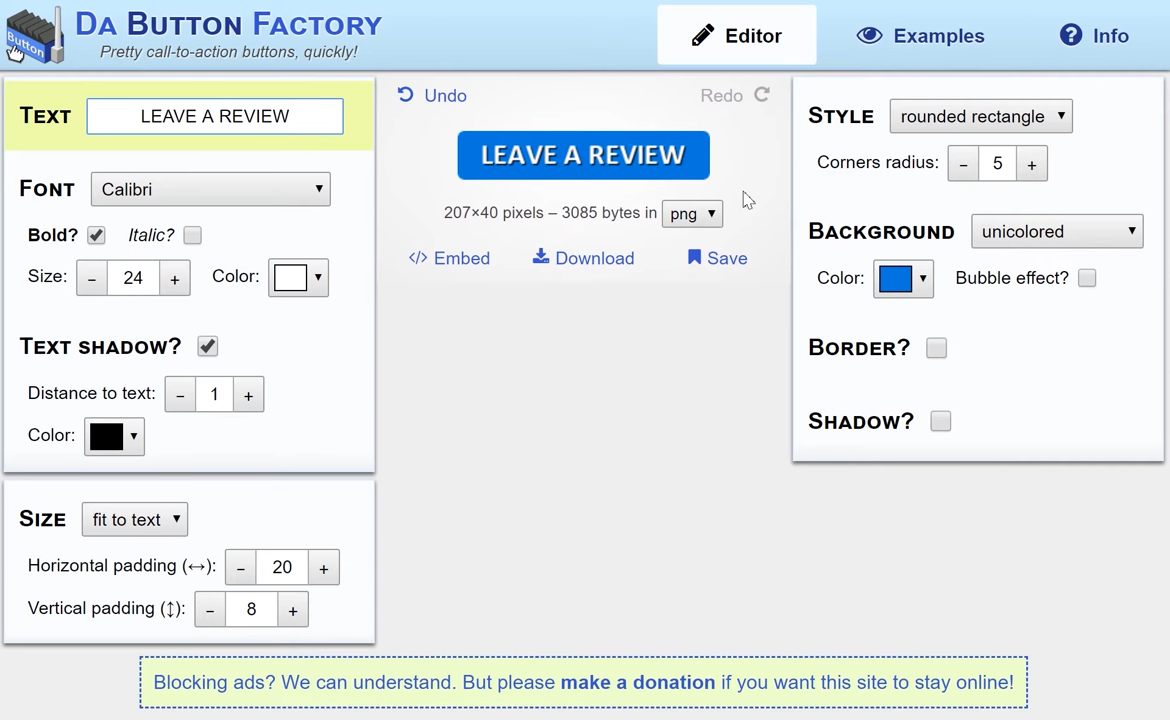 Button
DA BUTTON FACTORY
Pretty call-to-action buttons, quickly!
Editor
Examples
Info
TEXT
LEAVE A REVIEW
FONT
Calibri
Bold?
Italic?
Size:
24
Color:
TEXT SHADOW?
Distance to text:
1
Color:
SIZE
fit to text
Horizontal padding (↔):
20
Vertical padding (↕):
8
Undo
Redo
LEAVE A REVIEW
207×40 pixels – 3085 bytes in png
</> Embed
Download
Save
STYLE
rounded rectangle
Corners radius:
5
BACKGROUND
unicolored
Color:
Bubble effect?
BORDER?
SHADOW?
Blocking ads? We can understand. But please make a donation if you want this site to stay online!